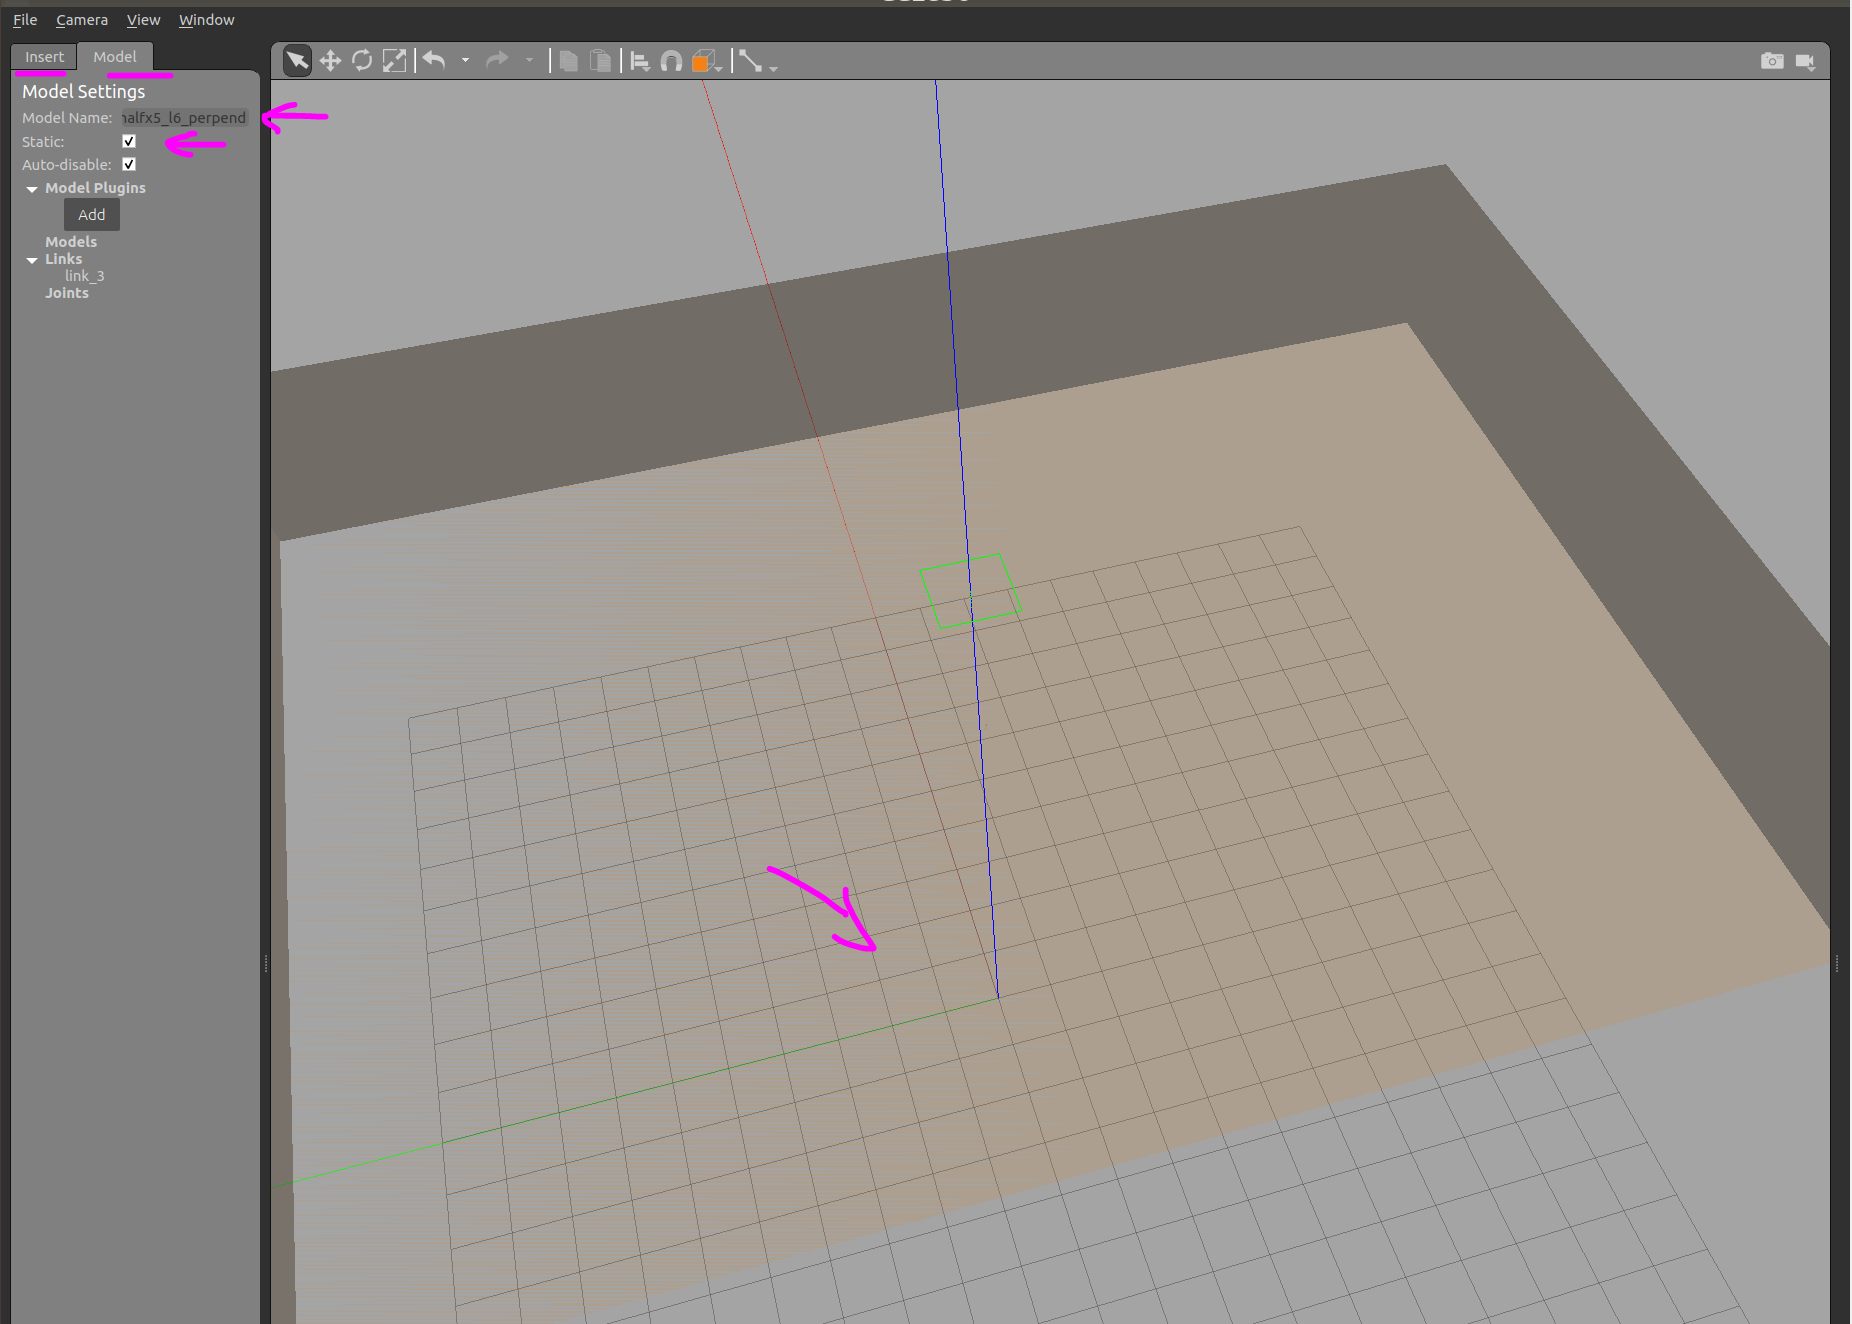 File Camera View Window
Insert Model
Model Settings
Model Name: halfx5_l6_perpend
Static:
Auto-disable:
Model Plugins
Add
Models
Links
link_3
Joints